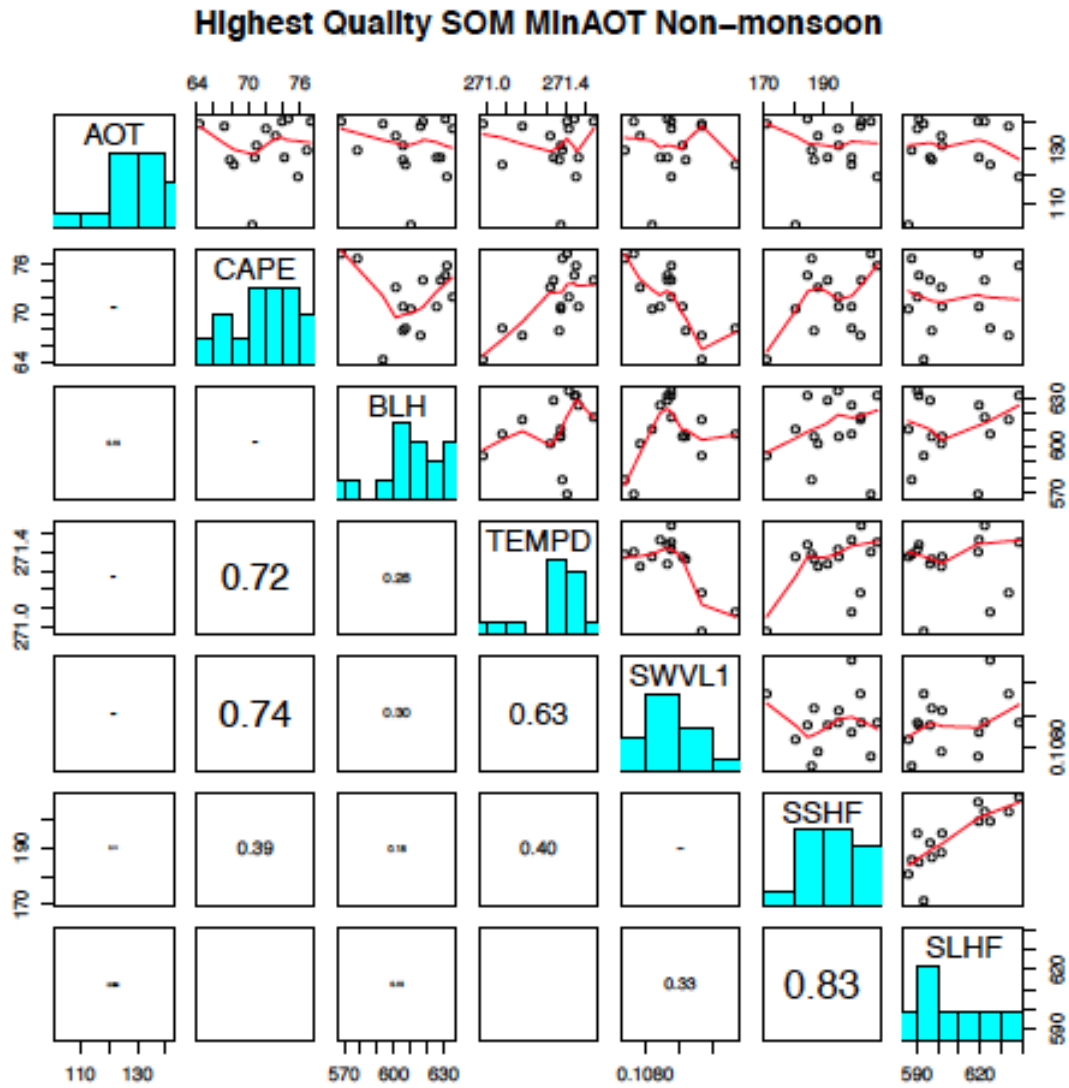 Highest Quality SOM MinAOT Non−monsoon
64 70 76 271.0 271.4 170 190
AOT
110 130
CAPE
64 70 76
-
BLH
-
570 600 630
TEMPD
271.0 271.4
-
0.72
0.26
SWVL1
-
0.74
0.30
0.63
0.1080
SSHF
170 190
0.39
0.40
-
SLHF
0.33
0.83
590 620
110 130 570 600 630 0.1080 590 620